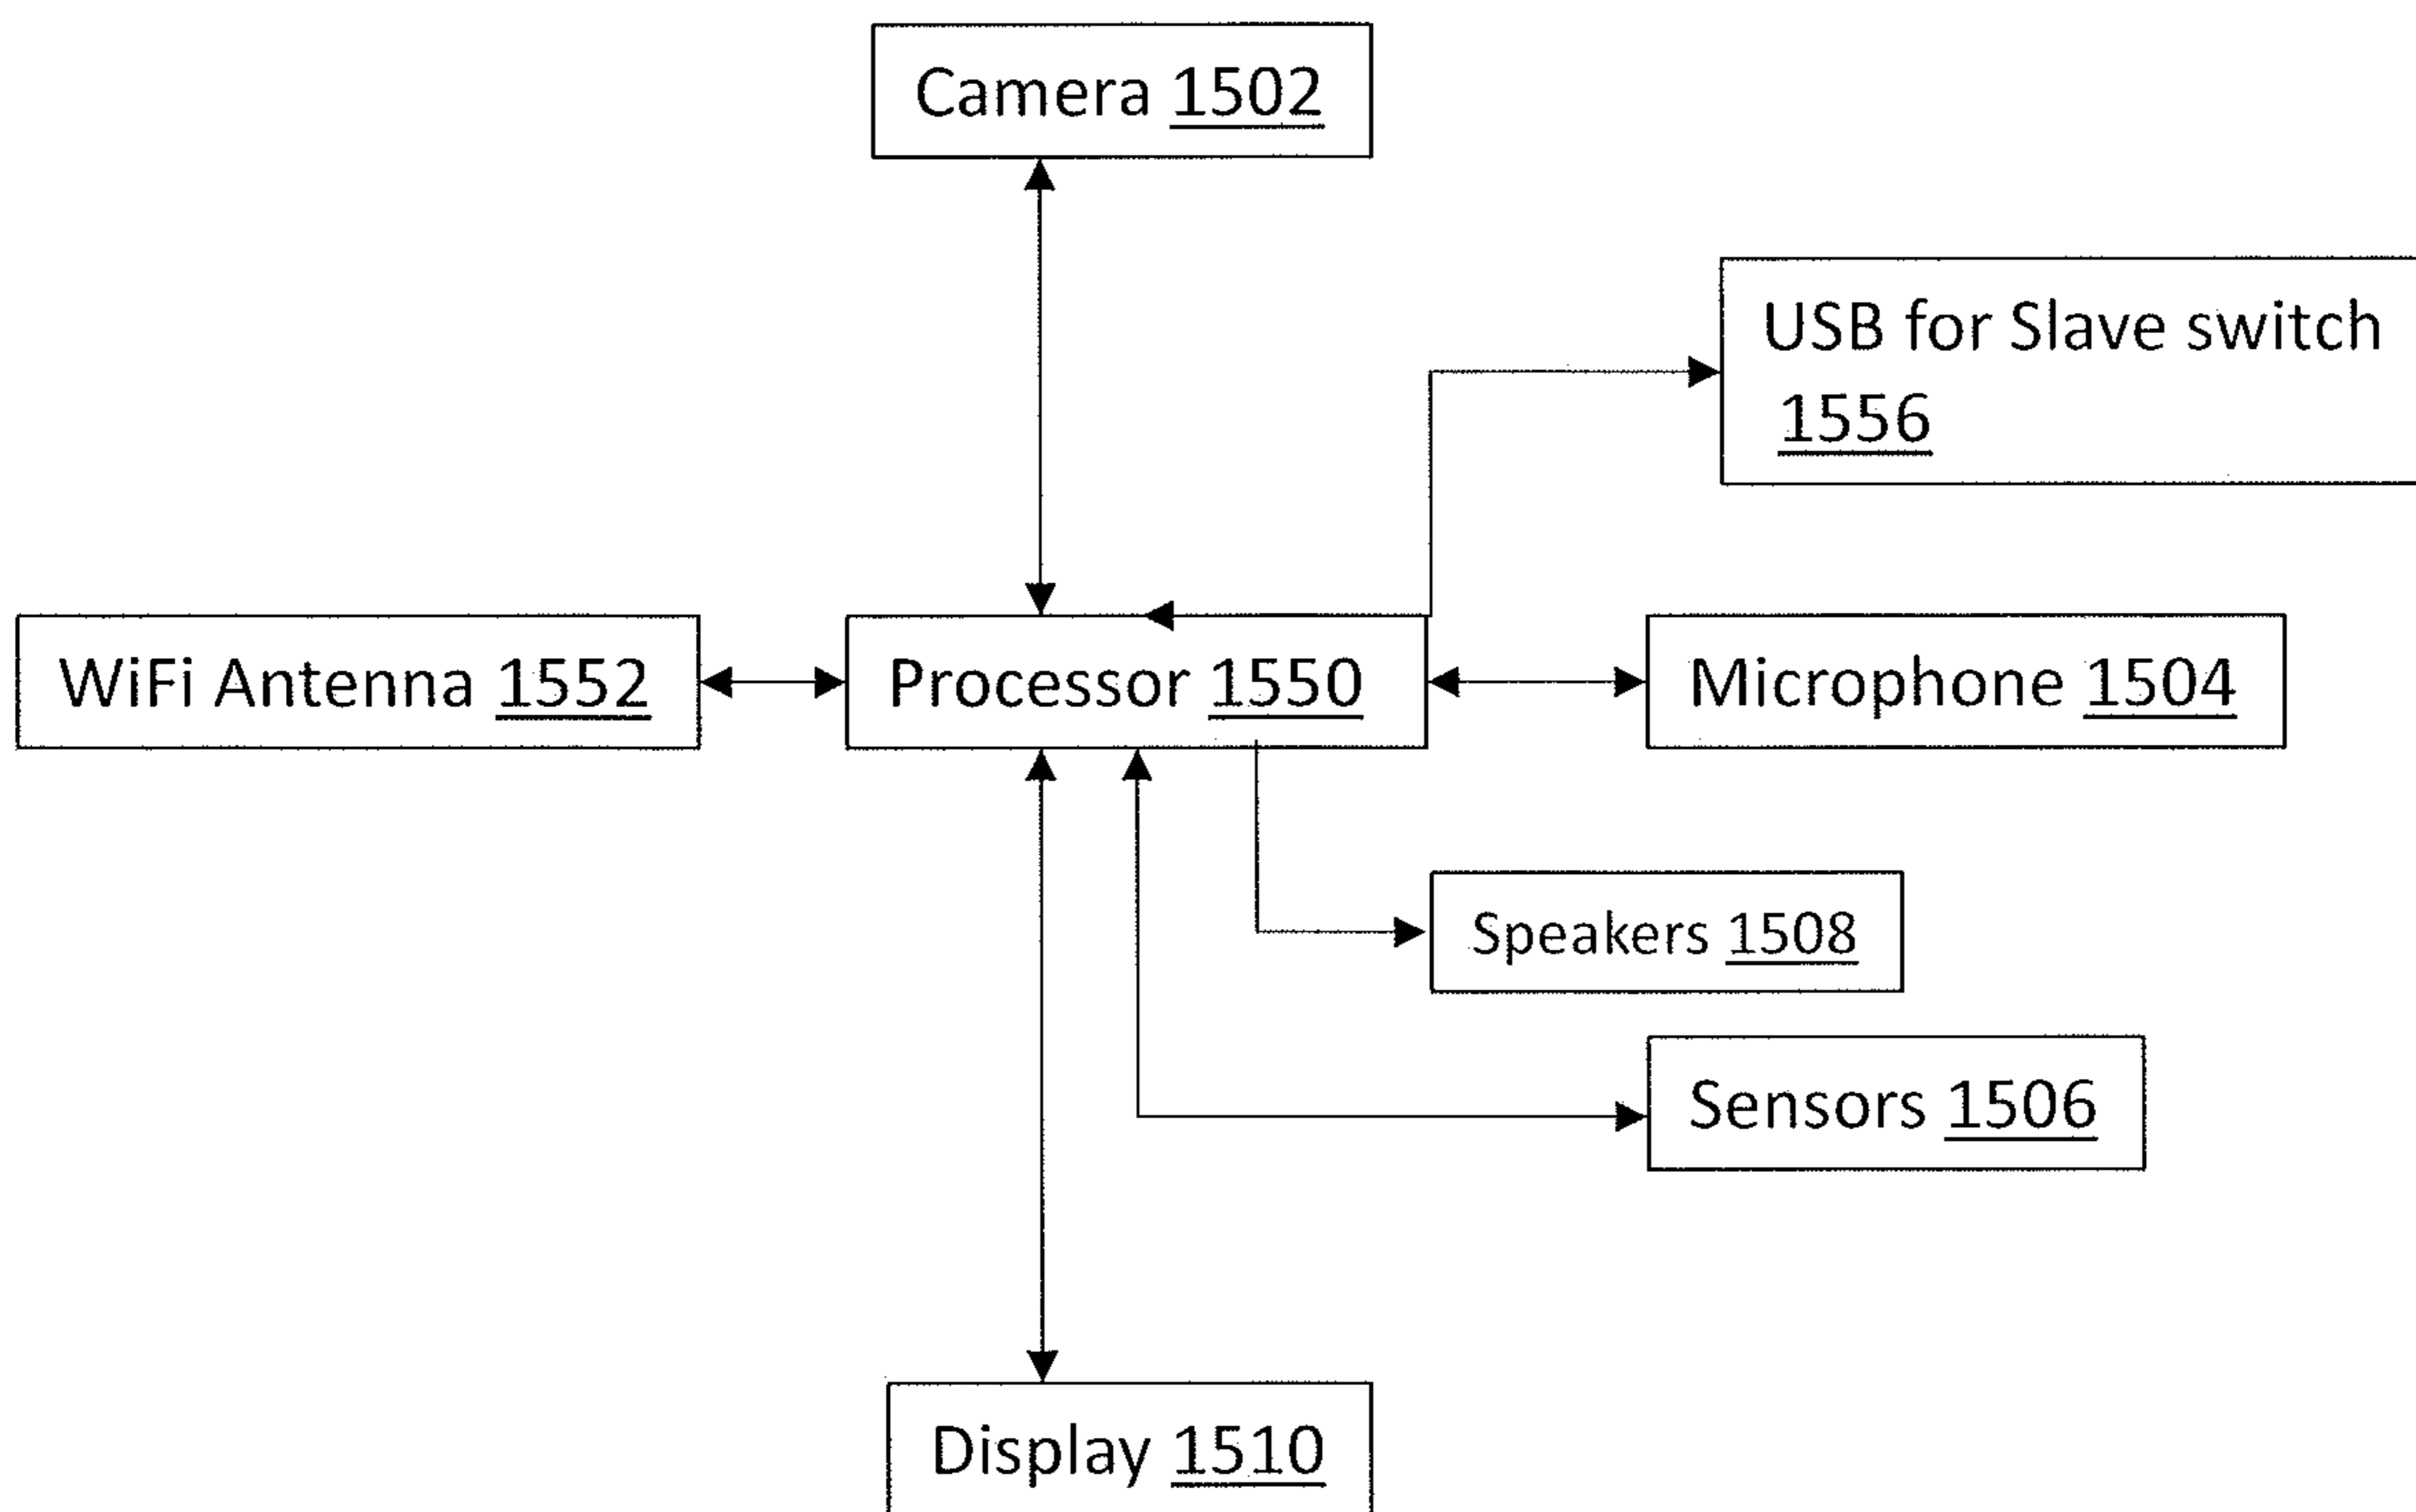 Camera 1502
USB for Slave switch
1556
WiFi Antenna 1552
Processor 1550
Microphone 1504
Speakers 1508
Sensors 1506
Display 1510